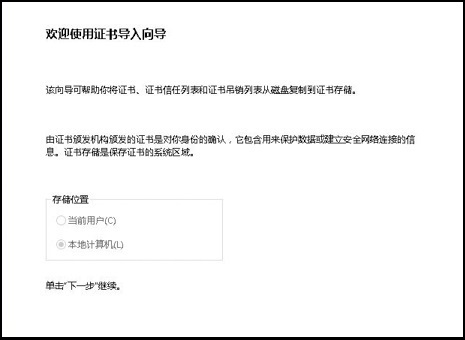 欢迎使用证书导入向导
该向导可帮助你将证书、证书信任列表和证书吊销列表从磁盘复制到证书存储。
由证书颁发机构颁发的证书是对你身份的确认，它包含用来保护数据或建立安全网络连接的信
息。证书存储是保存证书的系统区域。
存储位置
当前用户(C)
本地计算机(L)
单击"下一步"继续。